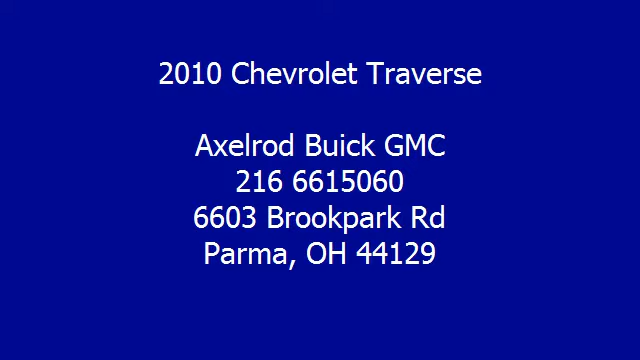 2010 Chevrolet Traverse
Axelrod Buick GMC
216 6615060
6603 Brookpark Rd
Parma, OH 44129